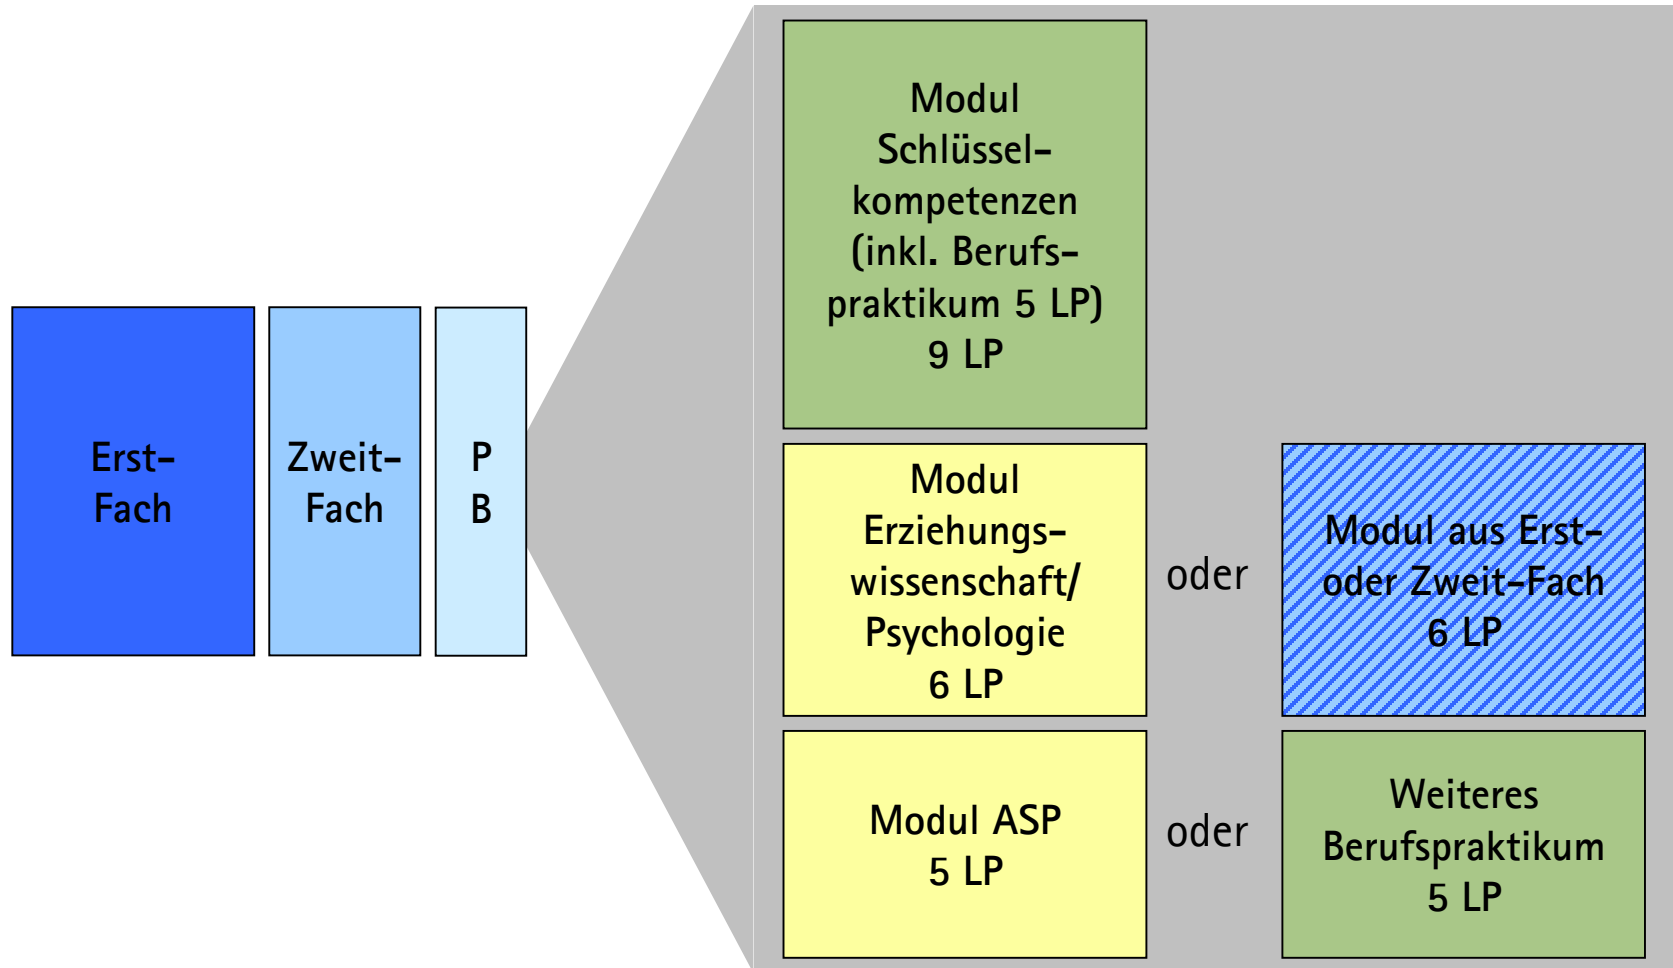 Erst-
Fach
Zweit-
Fach
P
B
Modul
Schlüssel-
kompetenzen
(inkl. Berufs-
praktikum 5 LP)
9 LP
Modul
Erziehungs-
wissenschaft/
Psychologie
6 LP
oder
Modul aus Erst-
oder Zweit-Fach
6 LP
Modul ASP
5 LP
oder
Weiteres
Berufspraktikum
5 LP